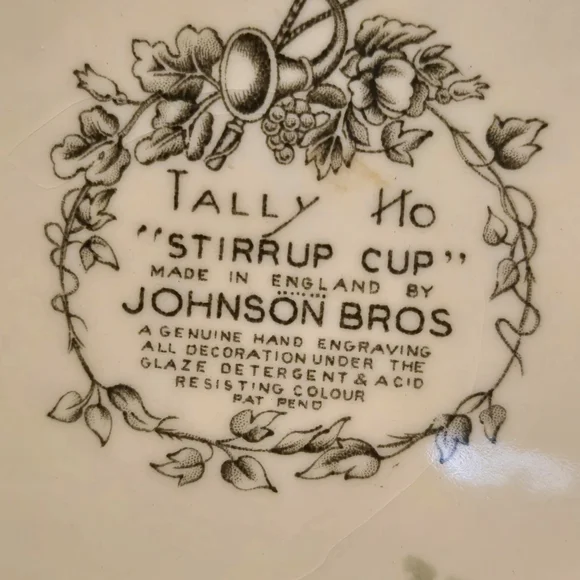 TALLY HO
"STIRRUP CUP"
MADE IN ENGLAND BY
JOHNSON BROS
A GENUINE HAND ENGRAVING
ALL DECORATION UNDER THE
GLAZE DETERGENT & ACID
RESISTING COLOUR
PAT PEND